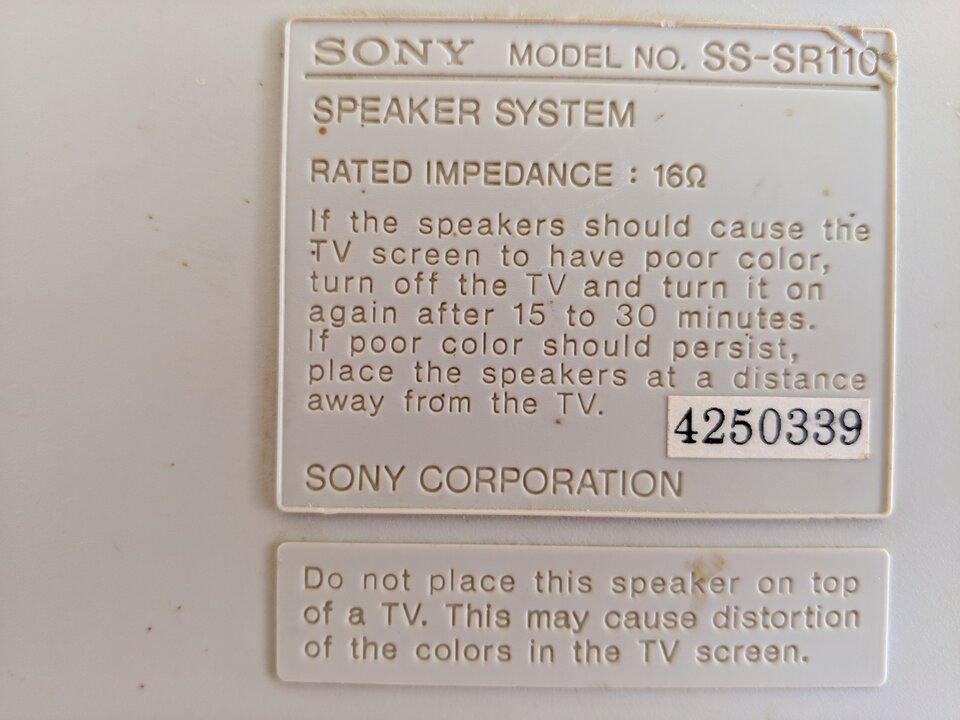 SONY MODEL NO. SS-SR110
SPEAKER SYSTEM
RATED IMPEDANCE : 16Ω
If the speakers should cause the
TV screen to have poor color,
turn off the TV and turn it on
again after 15 to 30 minutes.
If poor color should persist,
place the speakers at a distance
away from the TV.
4250339
SONY CORPORATION
Do not place this speaker on top
of a TV. This may cause distortion
of the colors in the TV screen.